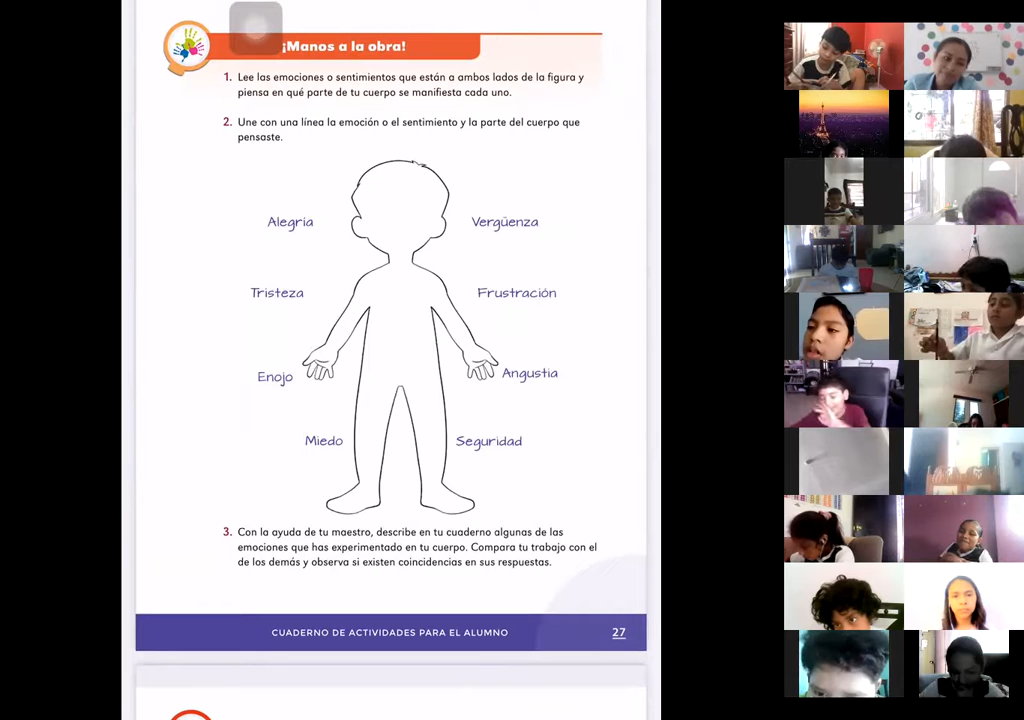 ¡Manos a la obra!
1. Lee las emociones o sentimientos que están a ambos lados de la figura y
piensa en qué parte de tu cuerpo se manifiesta cada uno.
2. Une con una línea la emoción o el sentimiento y la parte del cuerpo que
pensaste.
Alegria
Vergüenza
Tristeza
Frustración
Enojo
Angustia
Miedo
Seguridad
3. Con la ayuda de tu maestro, describe en tu cuaderno algunas de las
emociones que has experimentado en tu cuerpo. Compara tu trabajo con el
de los demás y observa si existen coincidencias en sus respuestas.
CUADERNO DE ACTIVIDADES PARA EL ALUMNO
27